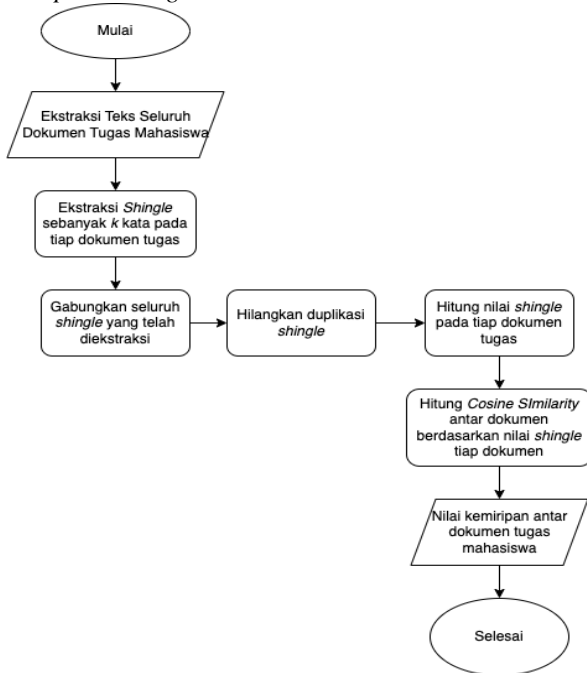 Mulai
Ekstraksi Teks Seluruh
Dokumen Tugas Mahasiswa
Ekstraksi Shingle
sebanyak k kata pada
tiap dokumen tugas
Gabungkan seluruh
shingle yang telah
diekstraksi
Hilangkan duplikasi
shingle
Hitung nilai shingle
pada tiap dokumen
tugas
Hitung Cosine SImilarity
antar dokumen
berdasarkan nilai shingle
tiap dokumen
Nilai kemiripan antar
dokumen tugas
mahasiswa
Selesai